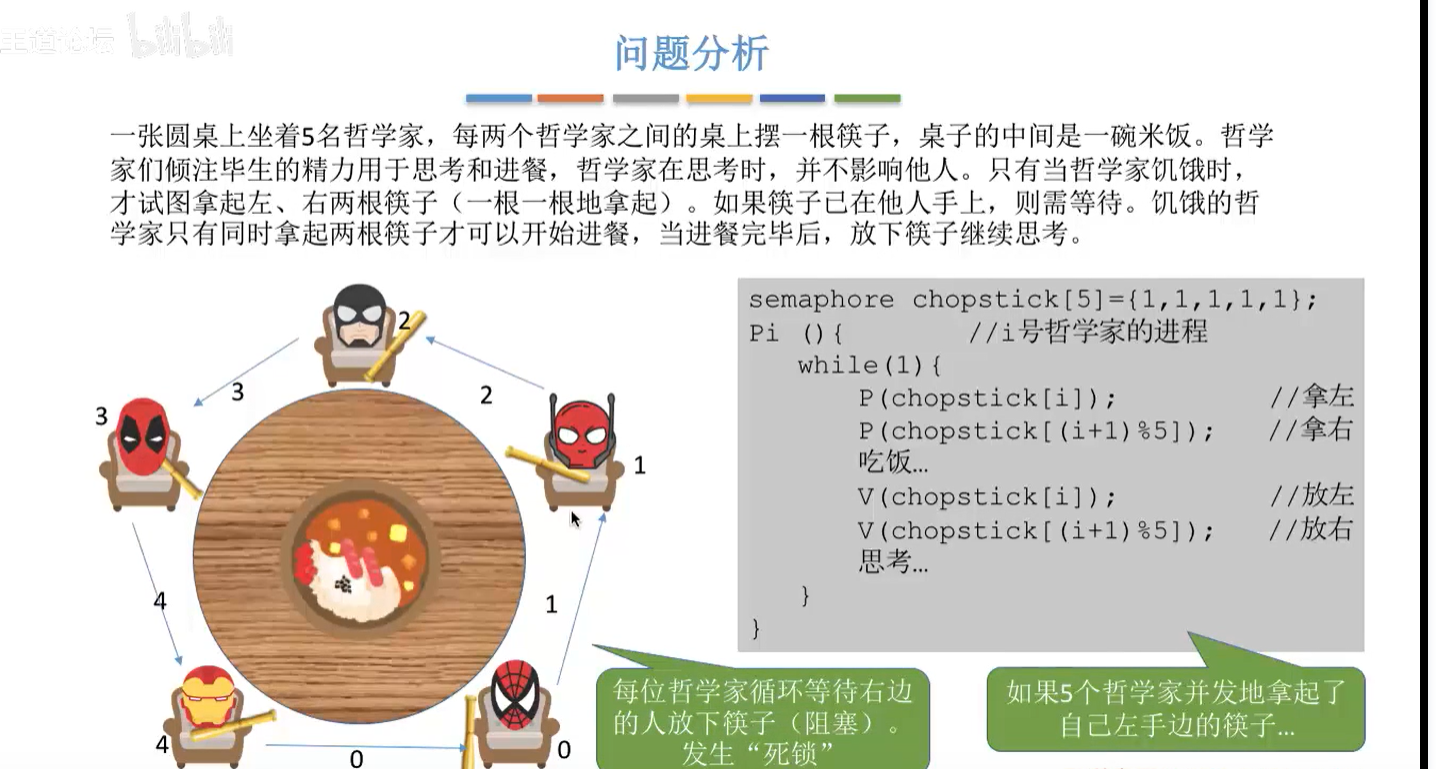 王道论坛 bilibili
问题分析
一张圆桌上坐着5名哲学家，每两个哲学家之间的桌上摆一根筷子，桌子的中间是一碗米饭。哲学
家们倾注毕生的精力用于思考和进餐，哲学家在思考时，并不影响他人。只有当哲学家饥饿时，
才试图拿起左、右两根筷子（一根一根地拿起）。如果筷子已在他人手上，则需等待。饥饿的哲
学家只有同时拿起两根筷子才可以开始进餐，当进餐完毕后，放下筷子继续思考。
2
3
2
3
1
4
1
4
0
0
semaphore chopstick[5]={1,1,1,1,1};
Pi (){ //i号哲学家的进程
while(1){
P(chopstick[i]); //拿左
P(chopstick[(i+1)%5]); //拿右
吃饭…
V(chopstick[i]); //放左
V(chopstick[(i+1)%5]); //放右
思考…
}
}
每位哲学家循环等待右边
的人放下筷子（阻塞）。
发生“死锁”
如果5个哲学家并发地拿起了
自己左手边的筷子…